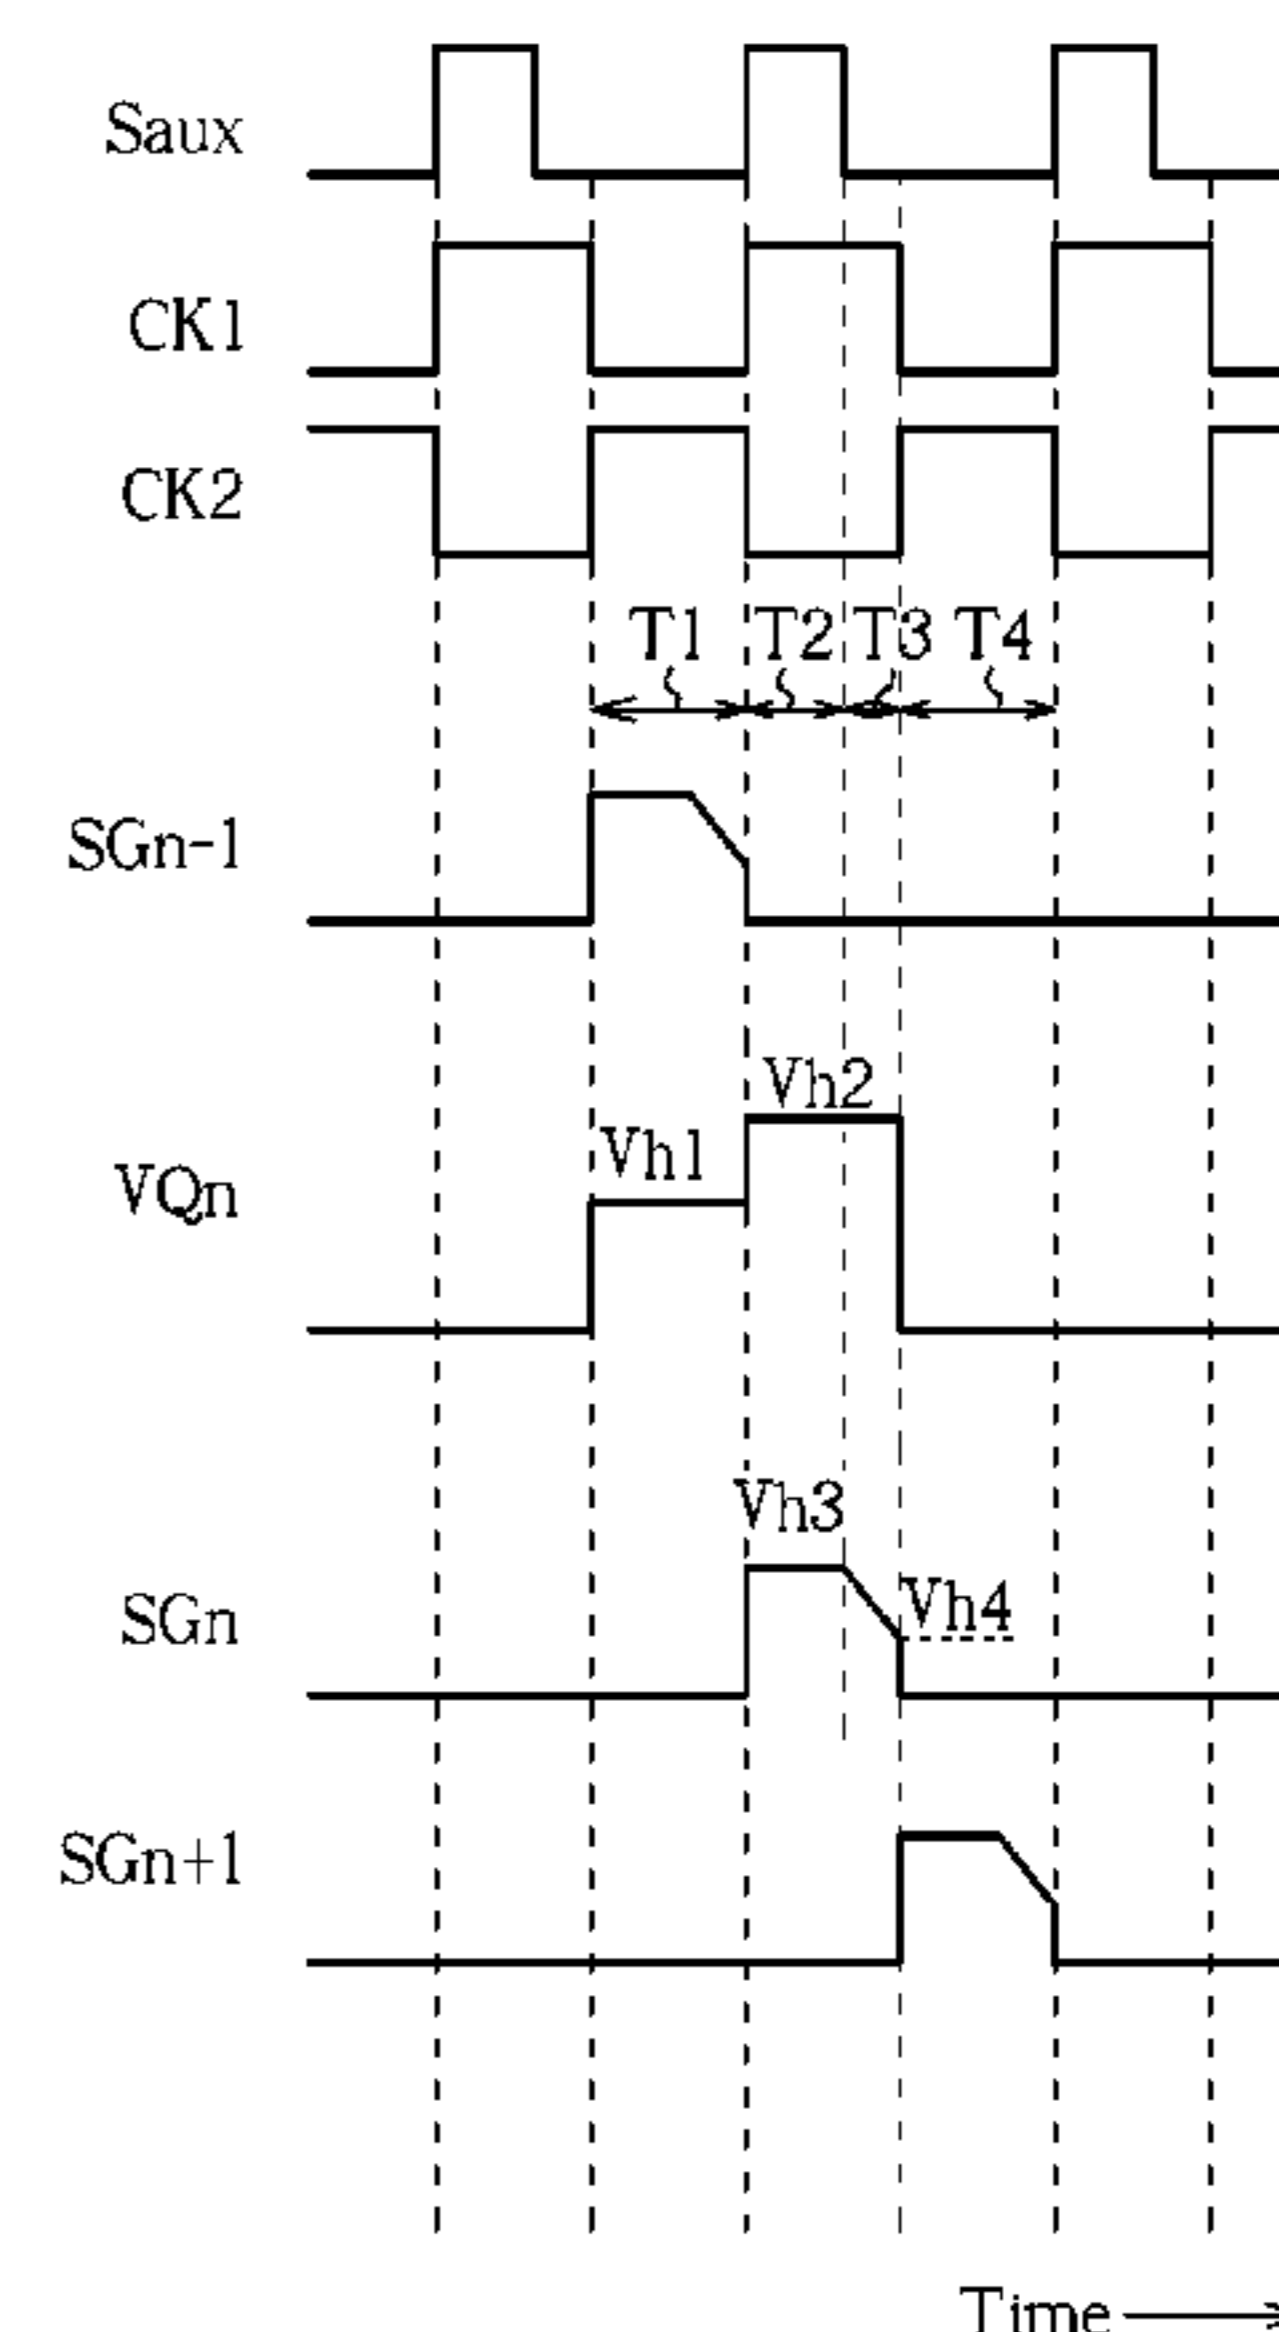 Saux
CK1
CK2
T1 T2 T3 T4
SGn-1
Vh2
Vh1
VQn
Vh3
Vh4
SGn
SGn+1
Time